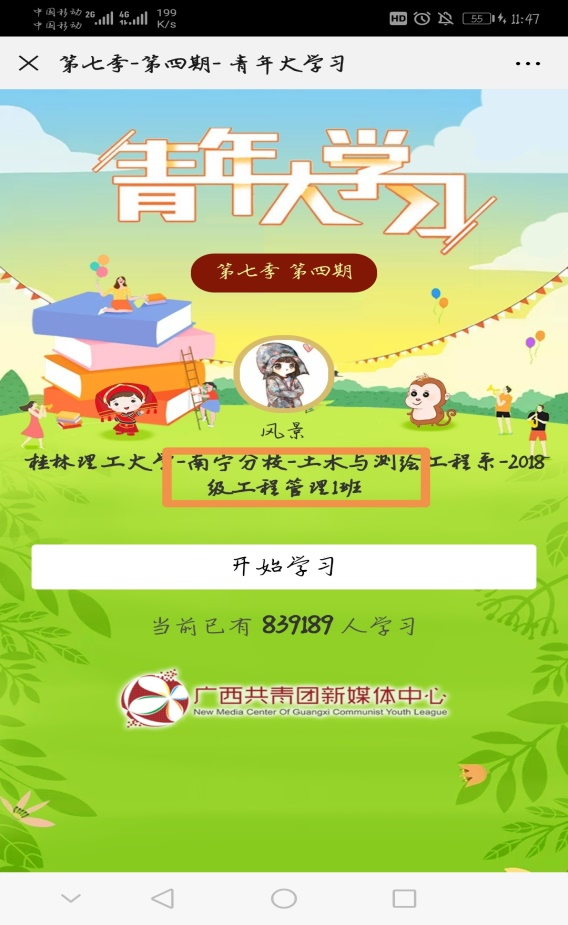 中国移动 2G 4G 199
中国移动 K/s
HD 55 11:47
第七季-第四期- 青年大学习
青年大学习
第七季 第四期
风景
桂林理工大学-南宁分校-土木与测绘工程系-2018
级工程管理1班
开始学习
当前已有 839189 人学习
广西共青团新媒体中心
New Media Center Of Guangxi Communist Youth League